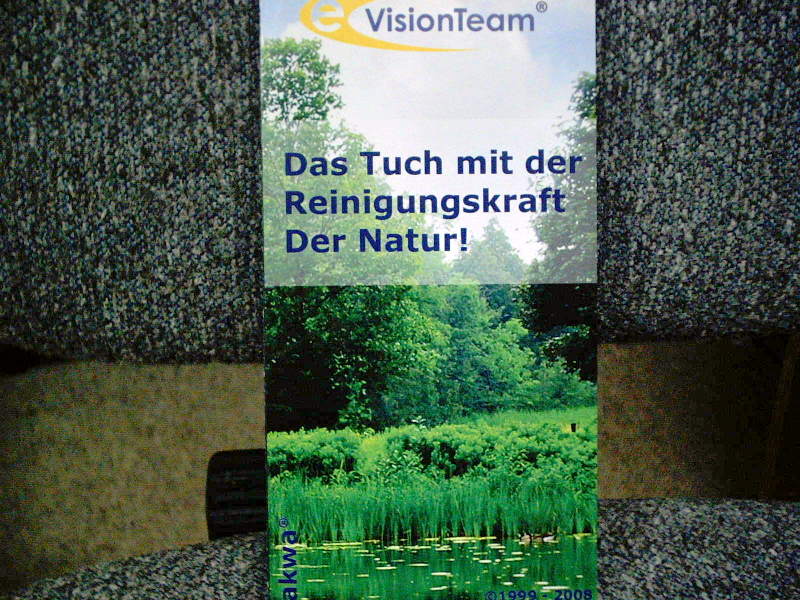 e VisionTeam®
Das Tuch mit der
Reinigungskraft
Der Natur!
akwa®
©1999 - 2008